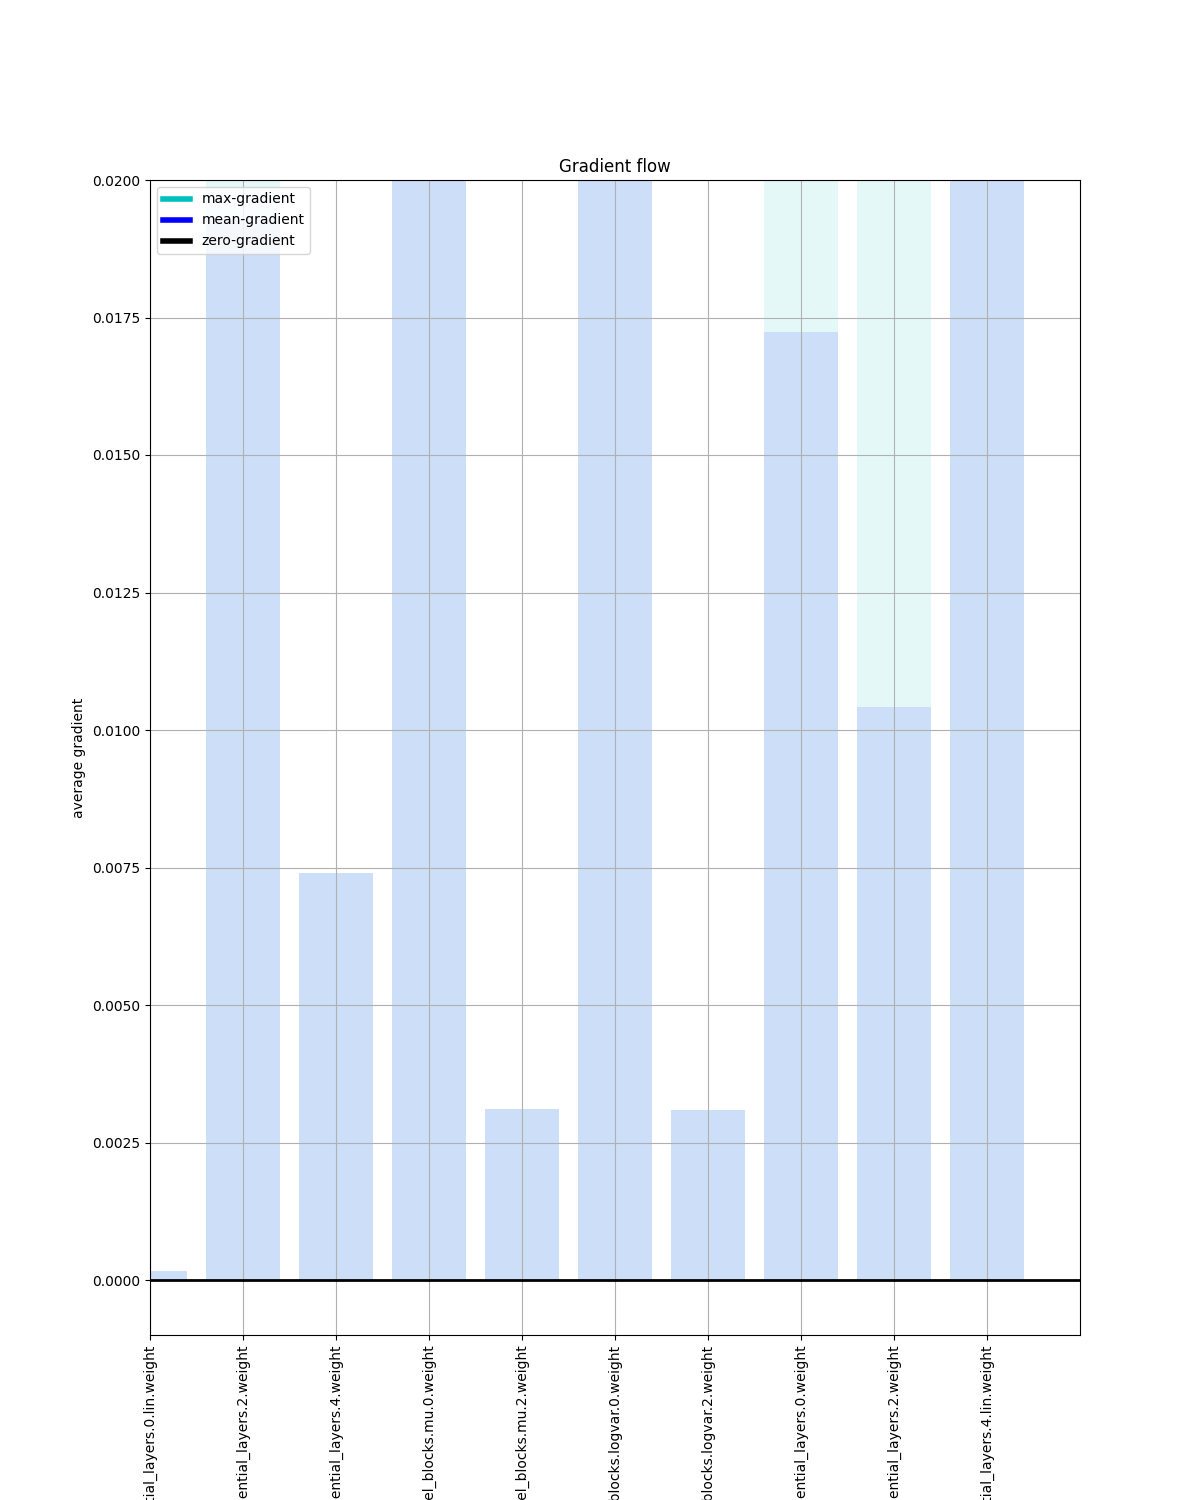 Gradient flow
max-gradient
mean-gradient
zero-gradient
0.0200
0.0175
0.0150
0.0125
0.0100
0.0075
0.0050
0.0025
0.0000
average gradient
tial_layers.0.lin.weight
ential_layers.2.weight
ential_layers.4.weight
el_blocks.mu.0.weight
el_blocks.mu.2.weight
blocks.logvar.0.weight
blocks.logvar.2.weight
ential_layers.0.weight
ential_layers.2.weight
tial_layers.4.lin.weight